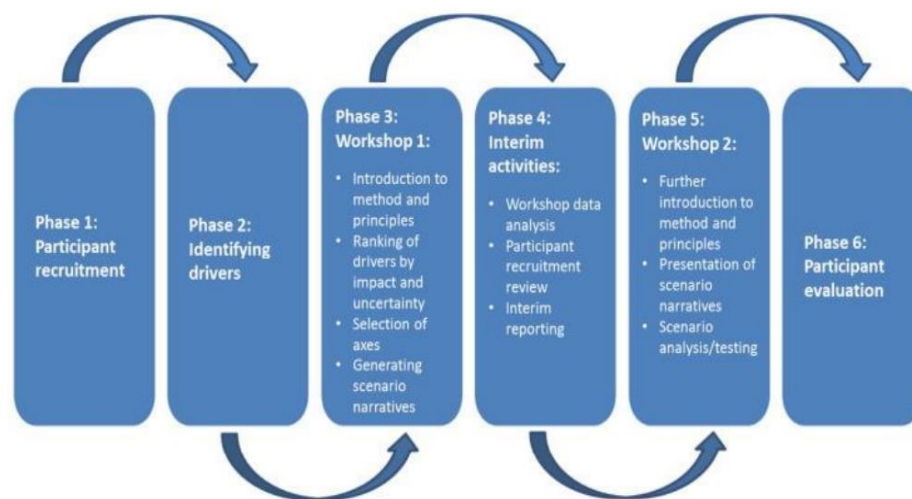 Phase 1:
Participant
recruitment
Phase 2:
Identifying
drivers
Phase 3:
Workshop 1:
• Introduction to
method and
principles
• Ranking of
drivers by
impact and
uncertainty
• Selection of
axes
• Generating
scenario
narratives
Phase 4:
Interim
activities:
• Workshop data
analysis
• Participant
recruitment
review
• Interim
reporting
Phase 5:
Workshop 2:
• Further
introduction to
method and
principles
• Presentation of
scenario
narratives
• Scenario
analysis/testing
Phase 6:
Participant
evaluation